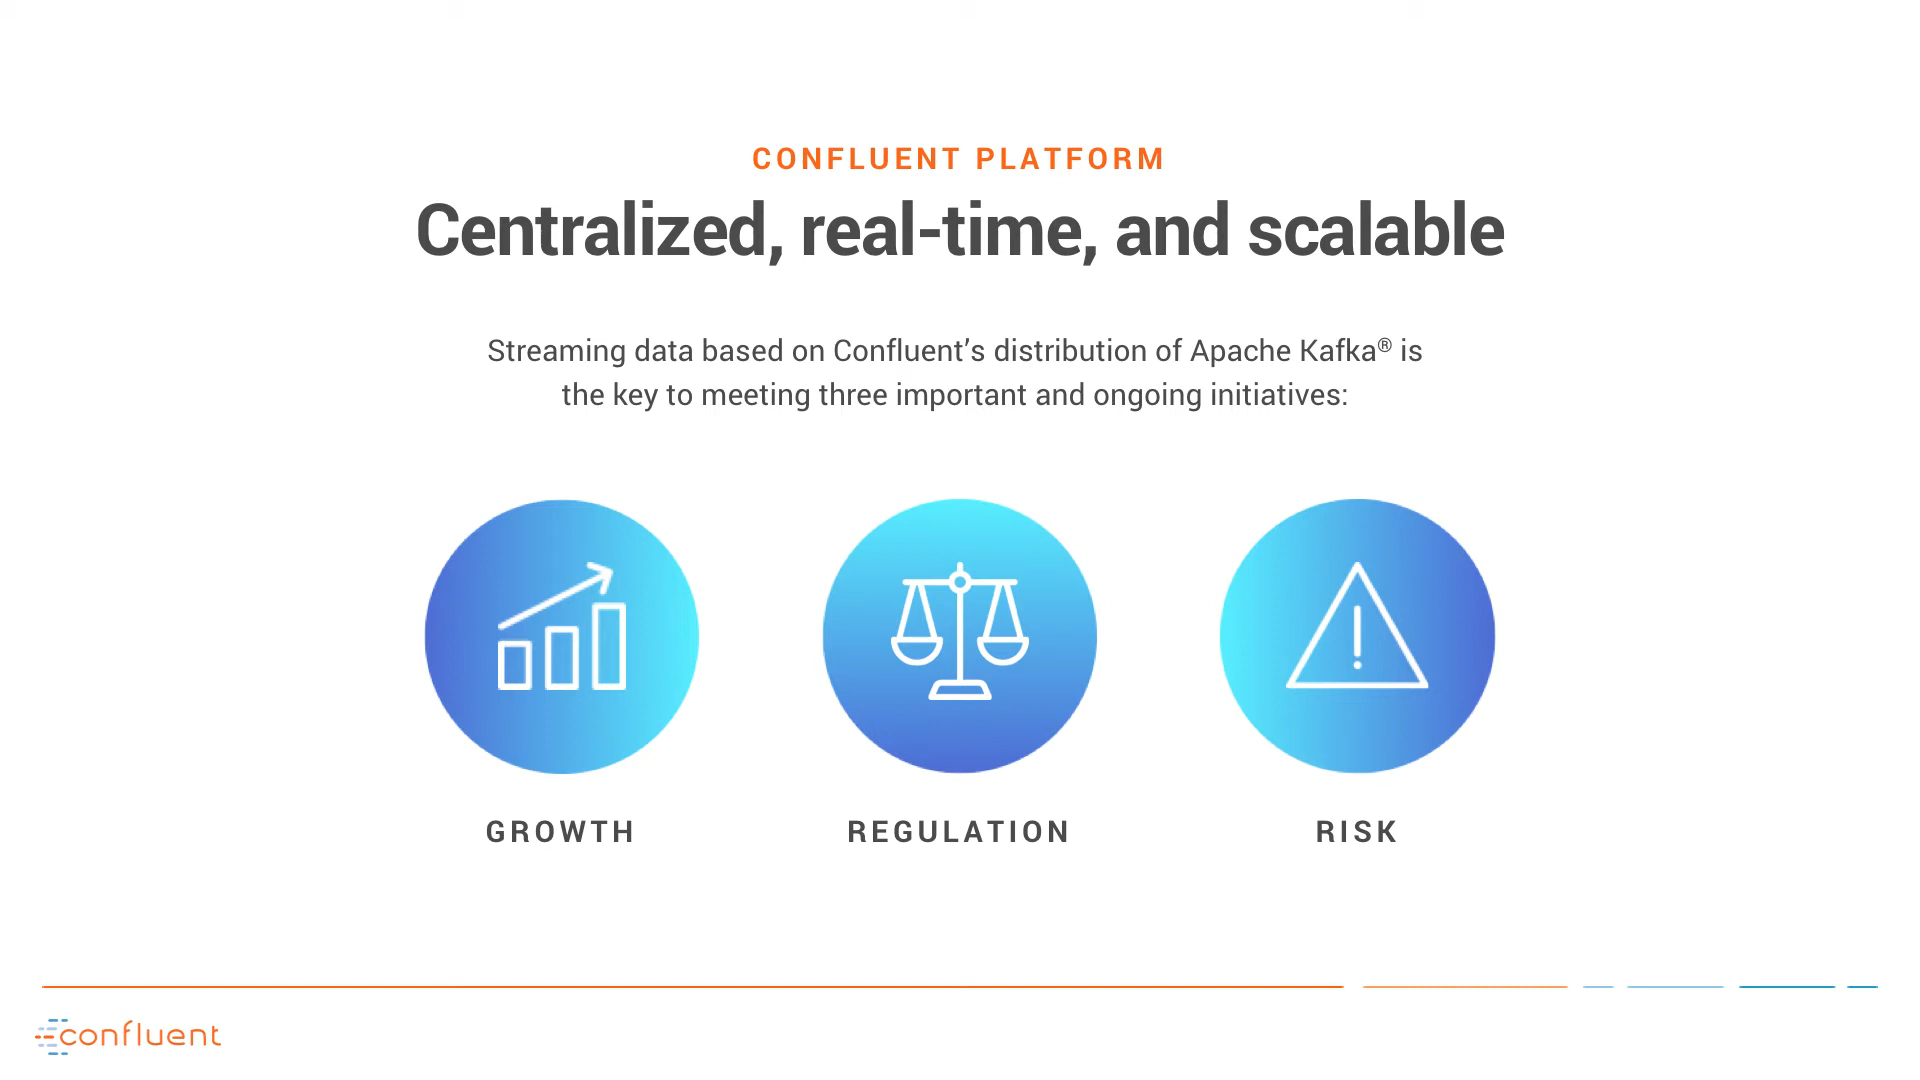 CONFLUENT PLATFORM
Centralized, real-time, and scalable
Streaming data based on Confluent’s distribution of Apache Kafka® is
the key to meeting three important and ongoing initiatives:
GROWTH
REGULATION
RISK
confluent